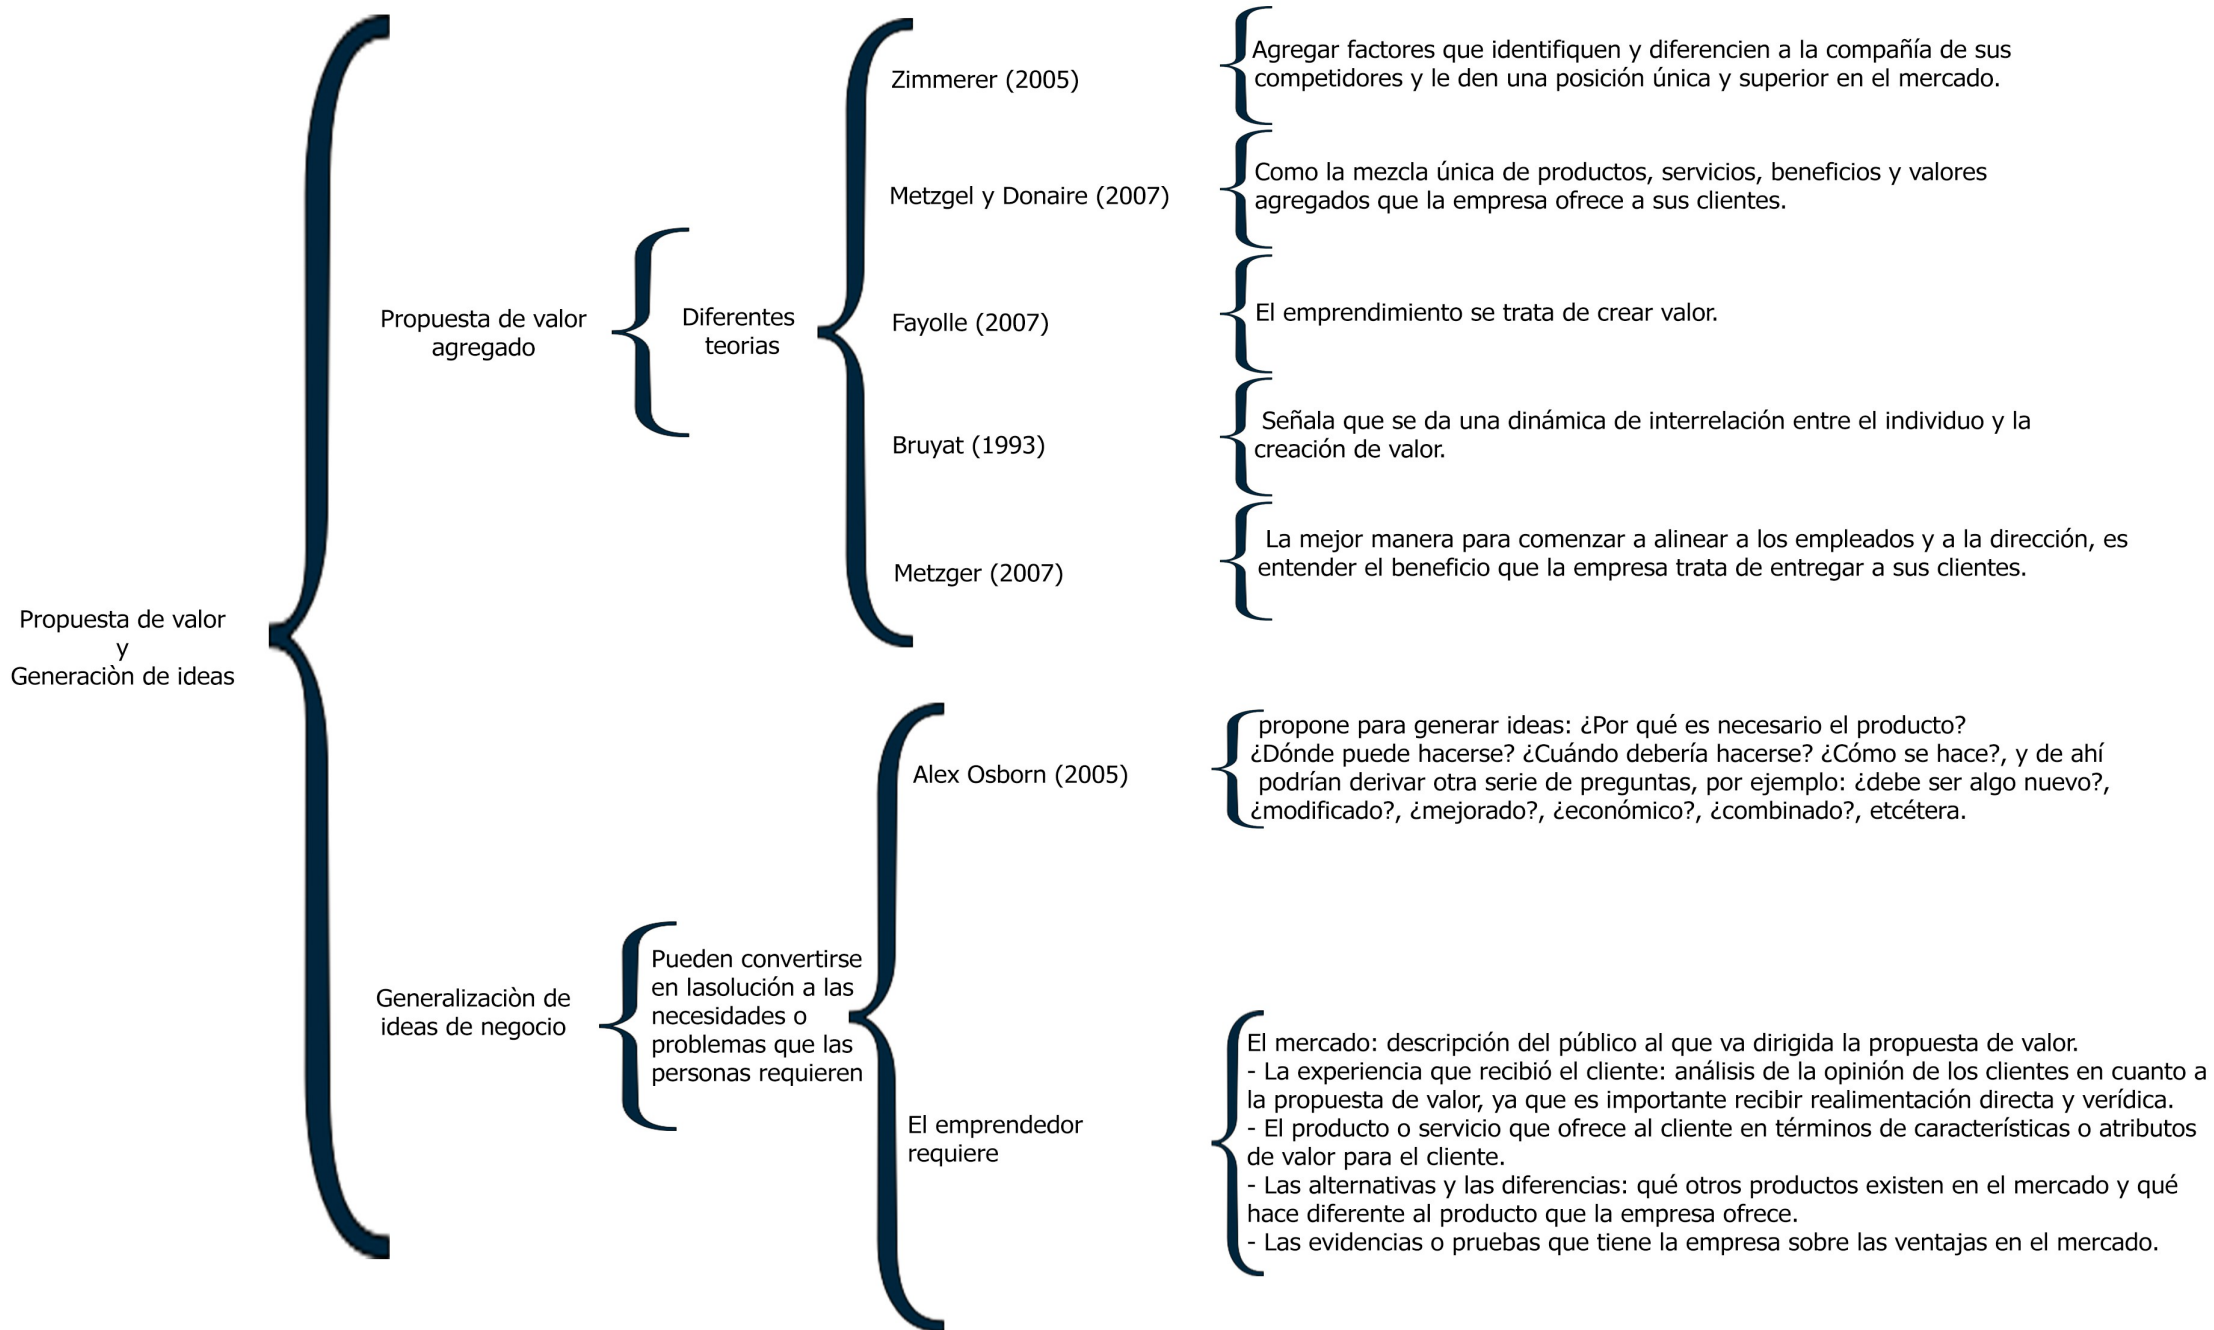 Propuesta de valor
y
Generaciòn de ideas
Propuesta de valor
agregado
Diferentes
teorias
Zimmerer (2005)
Agregar factores que identifiquen y diferencien a la compañía de sus
competidores y le den una posición única y superior en el mercado.
Metzgel y Donaire (2007)
Como la mezcla única de productos, servicios, beneficios y valores
agregados que la empresa ofrece a sus clientes.
Fayolle (2007)
El emprendimiento se trata de crear valor.
Bruyat (1993)
Señala que se da una dinámica de interrelación entre el individuo y la
creación de valor.
Metzger (2007)
La mejor manera para comenzar a alinear a los empleados y a la dirección, es
entender el beneficio que la empresa trata de entregar a sus clientes.
Generalizaciòn de
ideas de negocio
Pueden convertirse
en lasolución a las
necesidades o
problemas que las
personas requieren
Alex Osborn (2005)
propone para generar ideas: ¿Por qué es necesario el producto?
¿Dónde puede hacerse? ¿Cuándo debería hacerse? ¿Cómo se hace?, y de ahí
podrían derivar otra serie de preguntas, por ejemplo: ¿debe ser algo nuevo?,
¿modificado?, ¿mejorado?, ¿económico?, ¿combinado?, etcétera.
El emprendedor
requiere
El mercado: descripción del público al que va dirigida la propuesta de valor.
- La experiencia que recibió el cliente: análisis de la opinión de los clientes en cuanto a
la propuesta de valor, ya que es importante recibir realimentación directa y verídica.
- El producto o servicio que ofrece al cliente en términos de características o atributos
de valor para el cliente.
- Las alternativas y las diferencias: qué otros productos existen en el mercado y qué
hace diferente al producto que la empresa ofrece.
- Las evidencias o pruebas que tiene la empresa sobre las ventajas en el mercado.